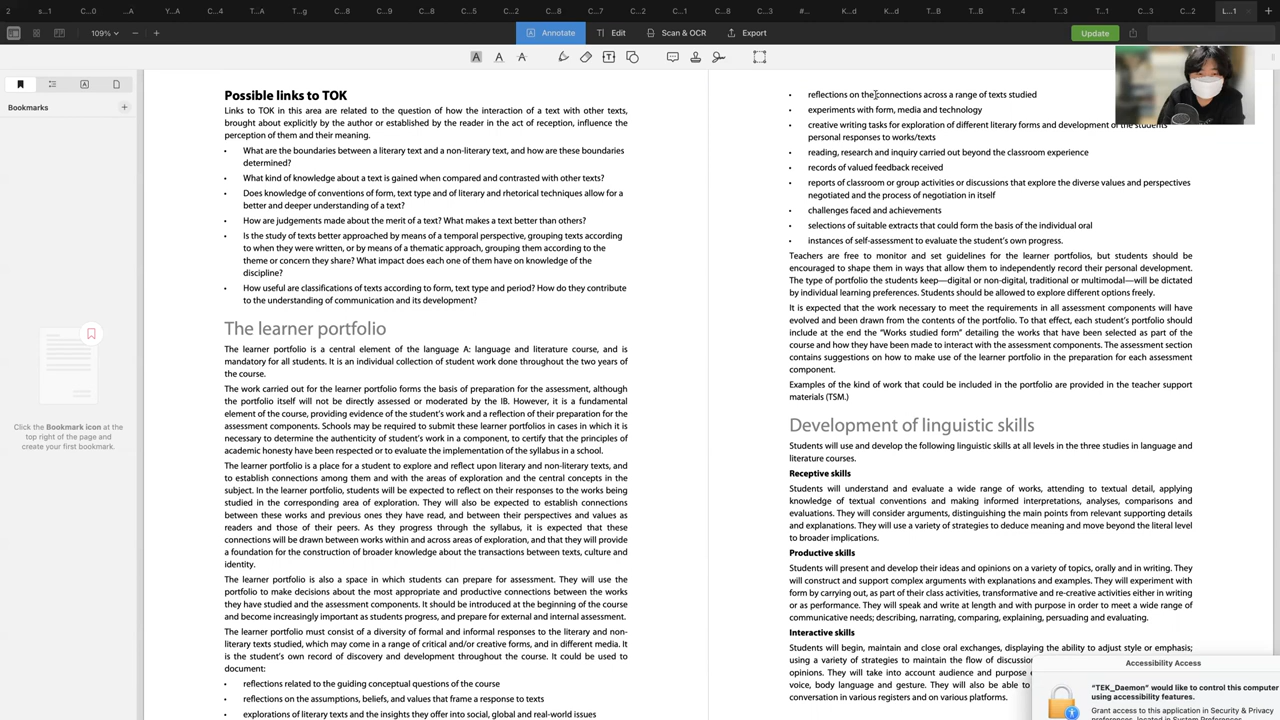 2
s...1
C...a
C...a
C...n
C...n
C...n
C...1
C...9
C...1
C...8
C...1
#...
K...d
K...d
T...B
T...B
T...4
T...3
C...3
C...2
L...1
109%
Annotate
Edit
Scan & OCR
Export
Update
Bookmarks
Click the Bookmark icon at the
top right of the page and
create your first bookmark.
Possible links to TOK
Links to TOK in this area are related to the question of how the interaction of a text with other texts,
brought about explicitly by the author or established by the reader in the act of reception, influence the
perception of them and their meaning.
• What are the boundaries between a literary text and a non-literary text, and how are these boundaries
determined?
• What kind of knowledge about a text is gained when compared and contrasted with other texts?
• Does knowledge of conventions of form, text type and of literary and rhetorical techniques allow for a
better and deeper understanding of a text?
• How are judgements made about the merit of a text? What makes a text better than others?
• Is the study of texts better approached by means of a temporal perspective, grouping texts according
to when they were written, or by means of a thematic approach, grouping them according to the
theme or concern they share? What impact does each one of them have on knowledge of the
discipline?
• How useful are classifications of texts according to form, text type and period? How do they contribute
to the understanding of communication and its development?
The learner portfolio
The learner portfolio is a central element of the language A: language and literature course, and is
mandatory for all students. It is an individual collection of student work done throughout the two years of
the course.
The work carried out for the learner portfolio forms the basis of preparation for the assessment, although
the portfolio itself will not be directly assessed or moderated by the IB. However, it is a fundamental
element of the course, providing evidence of the student's work and a reflection of their preparation for the
assessment components. Schools may be required to submit these learner portfolios in cases in which it is
necessary to determine the authenticity of student's work in a component, to certify that the principles of
academic honesty have been respected or to evaluate the implementation of the syllabus in a school.
The learner portfolio is a place for a student to explore and reflect upon literary and non-literary texts, and
to establish connections among them and with the areas of exploration and the central concepts in the
subject. In the learner portfolio, students will be expected to reflect on their responses to the works being
studied in the corresponding area of exploration. They will also be expected to establish connections
between these works and previous ones they have read, and between their perspectives and values as
readers and those of their peers. As they progress through the syllabus, it is expected that these
connections will be drawn between works within and across areas of exploration, and that they will provide
a foundation for the construction of broader knowledge about the transactions between texts, culture and
identity.
The learner portfolio is also a space in which students can prepare for assessment. They will use the
portfolio to make decisions about the most appropriate and productive connections between the works
they have studied and the assessment components. It should be introduced at the beginning of the course
and become increasingly important as students progress, and prepare for external and internal assessment.
The learner portfolio must consist of a diversity of formal and informal responses to the literary and non-
literary texts studied, which may come in a range of critical and/or creative forms, and in different media. It
is the student's own record of discovery and development throughout the course. It could be used to
document:
• reflections related to the guiding conceptual questions of the course
• reflections on the assumptions, beliefs, and values that frame a response to texts
• explorations of literary texts and the insights they offer into social, global and real-world issues
• reflections on the connections across a range of texts studied
• experiments with form, media and technology
• creative writing tasks for exploration of different literary forms and development of the students'
personal responses to works/texts
• reading, research and inquiry carried out beyond the classroom experience
• records of valued feedback received
• reports of classroom or group activities or discussions that explore the diverse values and perspectives
negotiated and the process of negotiation in itself
• challenges faced and achievements
• selections of suitable extracts that could form the basis of the individual oral
• instances of self-assessment to evaluate the student's own progress.
Teachers are free to monitor and set guidelines for the learner portfolios, but students should be
encouraged to shape them in ways that allow them to independently record their personal development.
The type of portfolio the students keep—digital or non-digital, traditional or multimodal—will be dictated
by individual learning preferences. Students should be allowed to explore different options freely.
It is expected that the work necessary to meet the requirements in all assessment components will have
evolved and been drawn from the contents of the portfolio. To that effect, each student's portfolio should
include at the end the "Works studied form" detailing the works that have been selected as part of the
course and how they have been made to interact with the assessment components. The assessment section
contains suggestions on how to make use of the learner portfolio in the preparation for each assessment
component.
Examples of the kind of work that could be included in the portfolio are provided in the teacher support
materials (TSM.)
Development of linguistic skills
Students will use and develop the following linguistic skills at all levels in the three studies in language and
literature courses.
Receptive skills
Students will understand and evaluate a wide range of works, attending to textual detail, applying
knowledge of textual conventions and making informed interpretations, analyses, comparisons and
evaluations. They will consider arguments, distinguishing the main points from relevant supporting details
and explanations. They will use a variety of strategies to deduce meaning and move beyond the literal level
to broader implications.
Productive skills
Students will present and develop their ideas and opinions on a variety of topics, orally and in writing. They
will construct and support complex arguments with explanations and examples. They will experiment with
form by carrying out, as part of their class activities, transformative and re-creative activities either in writing
or as performance. They will speak and write at length and with purpose in order to meet a wide range of
communicative needs; describing, narrating, comparing, explaining, persuading and evaluating.
Interactive skills
Students will begin, maintain and close oral exchanges, displaying the ability to adjust style or emphasis;
using a variety of strategies to maintain the flow of discussio
opinions. They will take into account audience and purpose e
voice, body language and gesture. They will also be able to
conversation in various registers and on various platforms.
Accessibility Access
"TEK_Daemon" would like to control this computer
using accessibility features.
Grant access to this application in Security & Privacy
preferences, located in System Preferences.